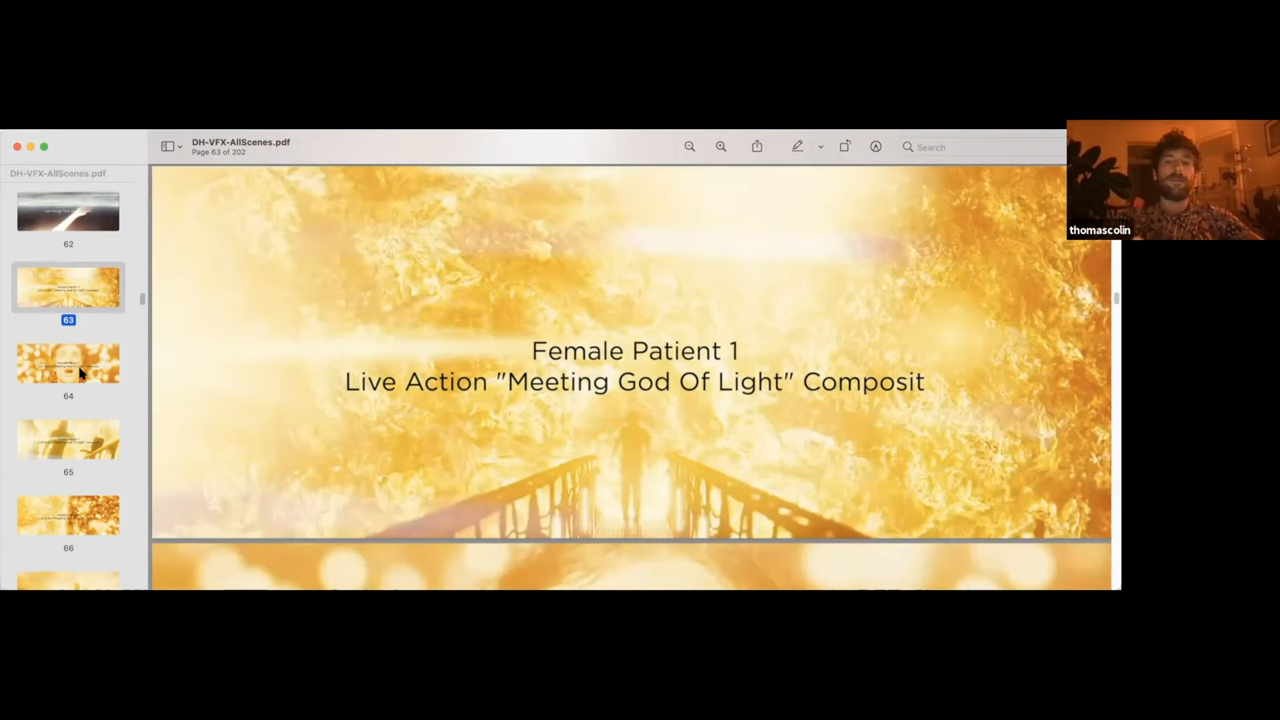 DH-VFX-AllScenes.pdf
Page 63 of 202
Search
DH-VFX-AllScenes.pdf
62
63
64
65
66
Female Patient 1
Live Action "Meeting God Of Light" Composit
thomascolin